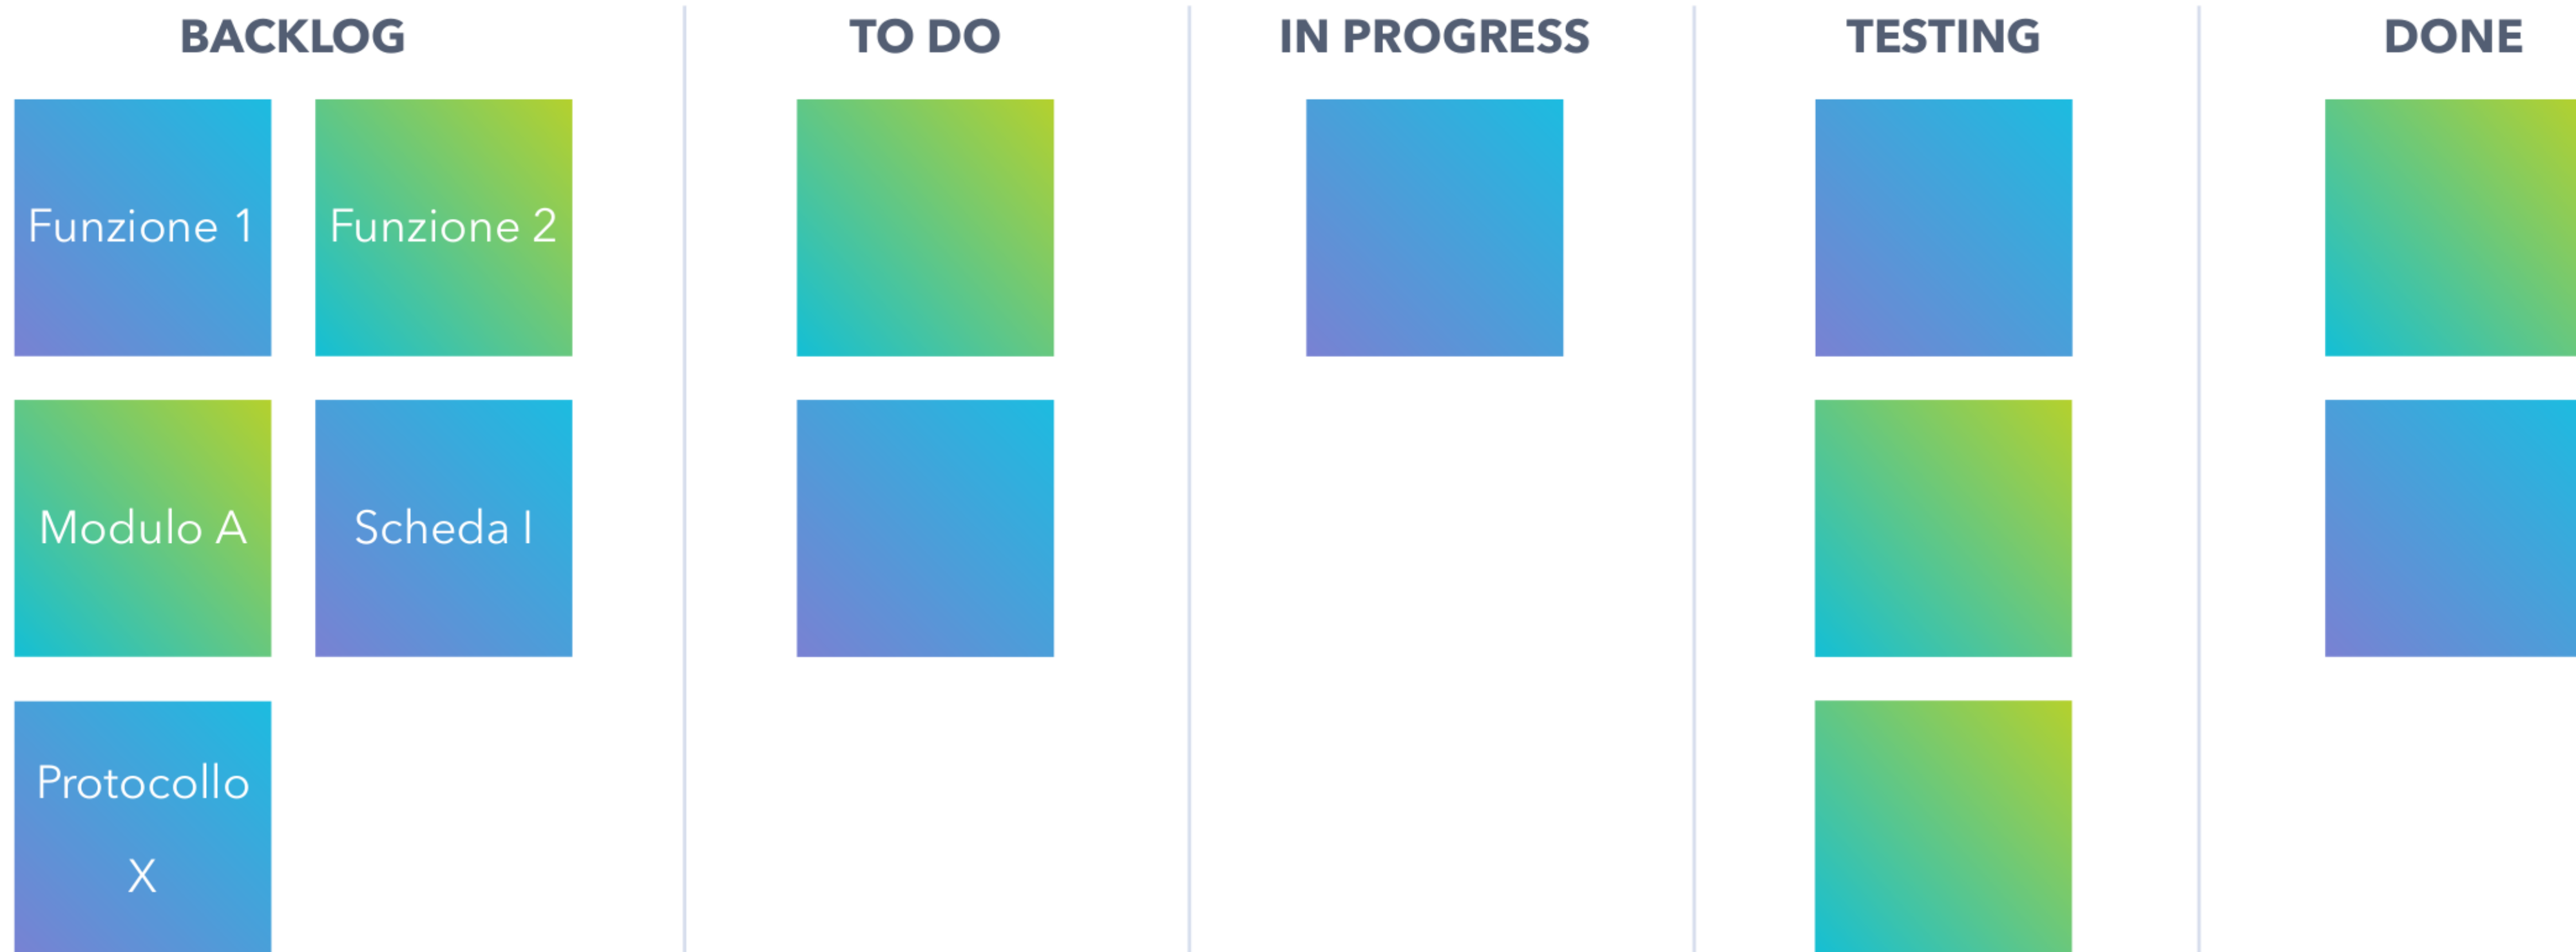 BACKLOG
TO DO
IN PROGRESS
TESTING
DONE
Funzione 1
Funzione 2
Modulo A
Scheda I
Protocollo
X